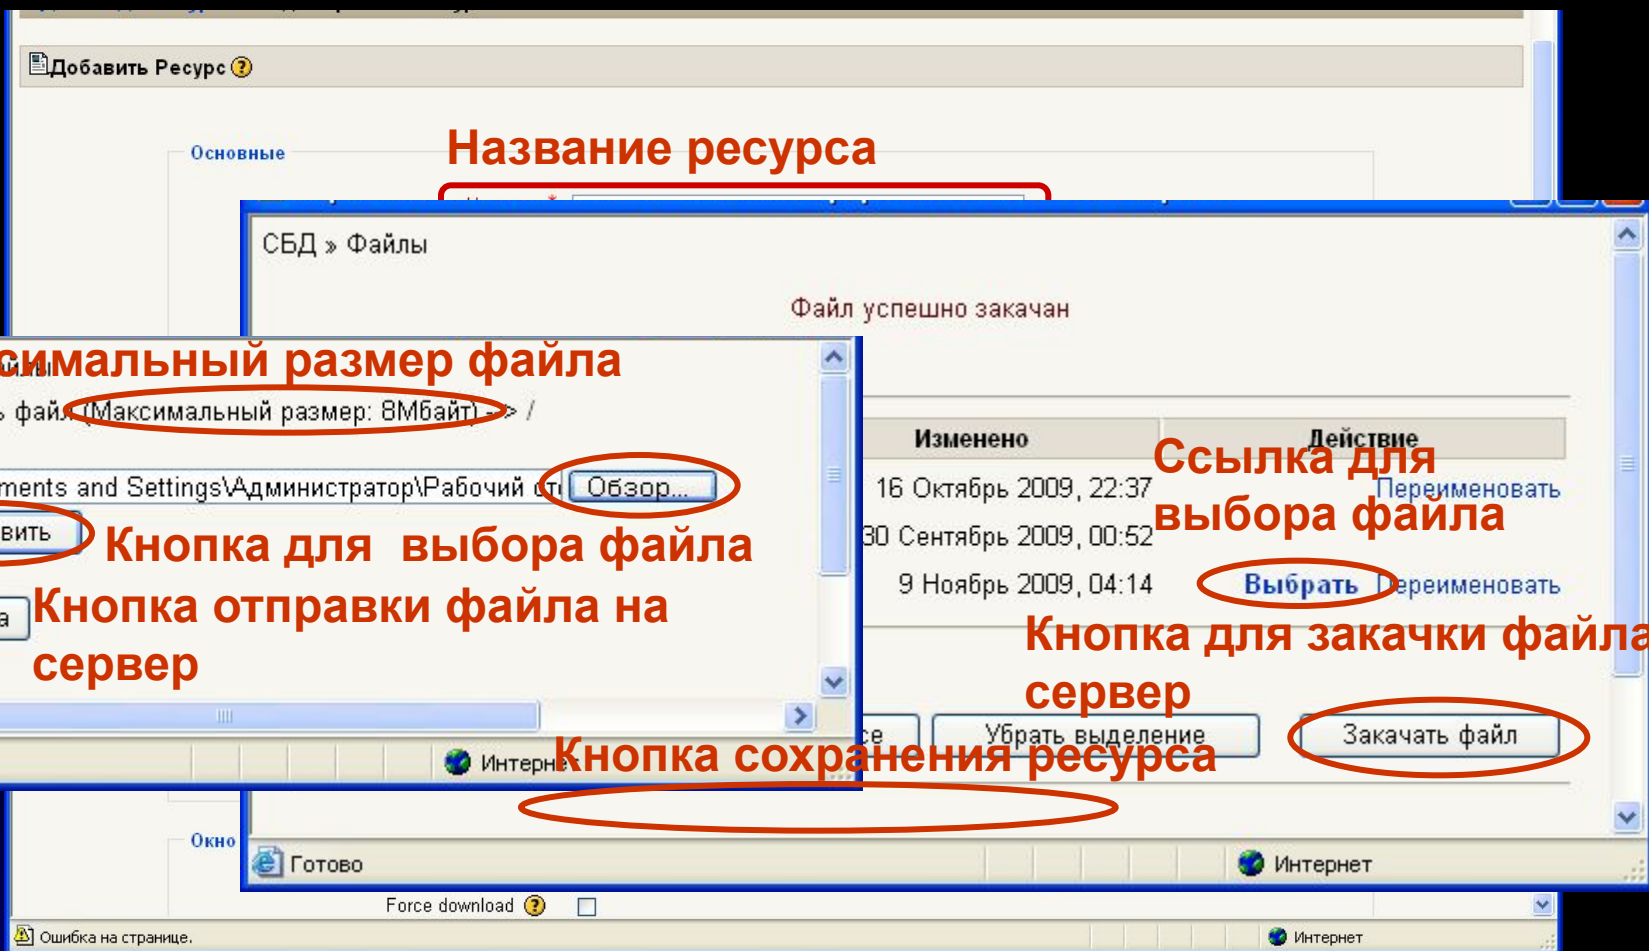 Добавить Ресурс
Основные
Название ресурса
СБД » Файлы
Файл успешно закачан
симальный размер файла
ь файл (Максимальный размер: 8Мбайт) --> /
ments and Settings\Администратор\Рабочий сто
Обзор...
вить
Кнопка для выбора файла
а
Кнопка отправки файла на
сервер
Интернет
Изменено
Действие
Ссылка для
выбора файла
16 Октябрь 2009, 22:37
Переименовать
30 Сентябрь 2009, 00:52
9 Ноябрь 2009, 04:14
Выбрать
Переименовать
Кнопка для закачки файла
сервер
се
Убрать выделение
Закачать файл
Кнопка сохранения ресурса
Окно
Готово
Интернет
Force download
Ошибка на странице.
Интернет